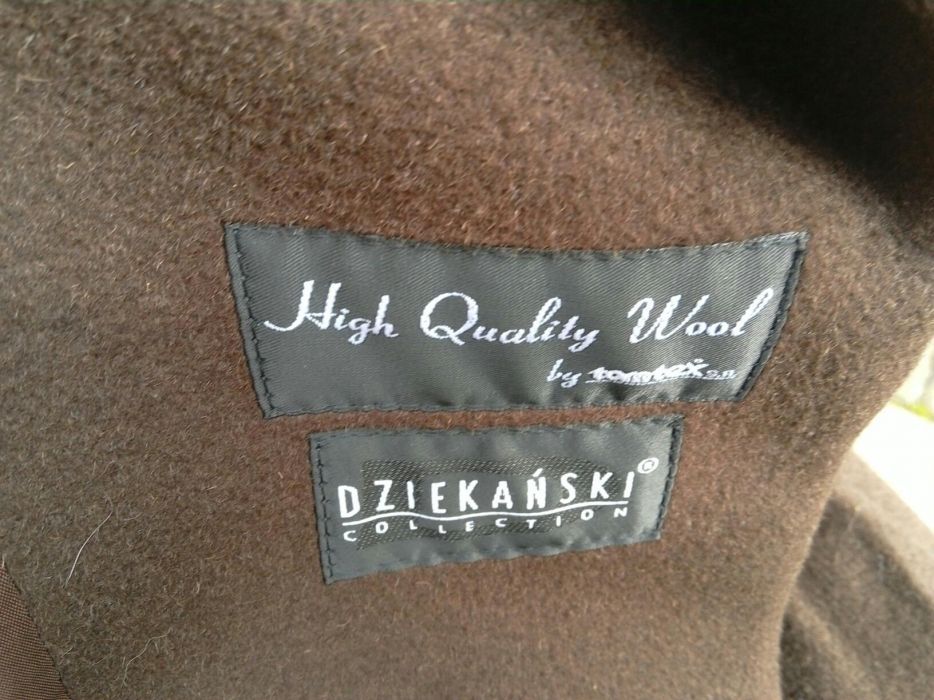 High Quality Wool
by tomtex S.A.
DZIEKAŃSKI®
COLLECTION